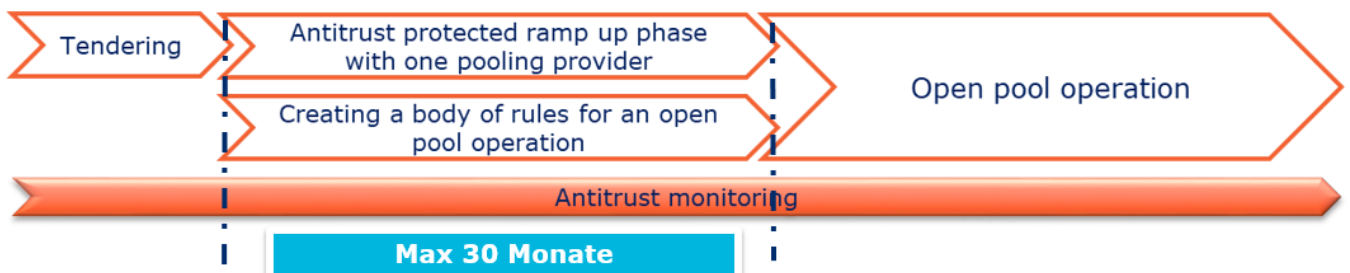 Tendering
Antitrust protected ramp up phase
with one pooling provider
Creating a body of rules for an open
pool operation
Open pool operation
Antitrust monitoring
Max 30 Monate